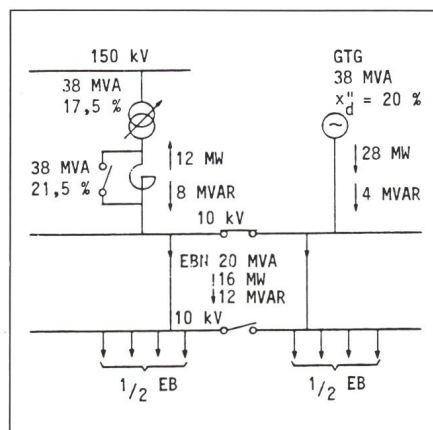 150 kV
38 MVA
17,5 %
GTG
38 MVA
x"d = 20 %
~
12 MW
8 MVAR
38 MVA
21,5 %
28 MW
4 MVAR
10 kV
EBN 20 MVA
16 MW
12 MVAR
10 kV
1/2 EB
1/2 EB